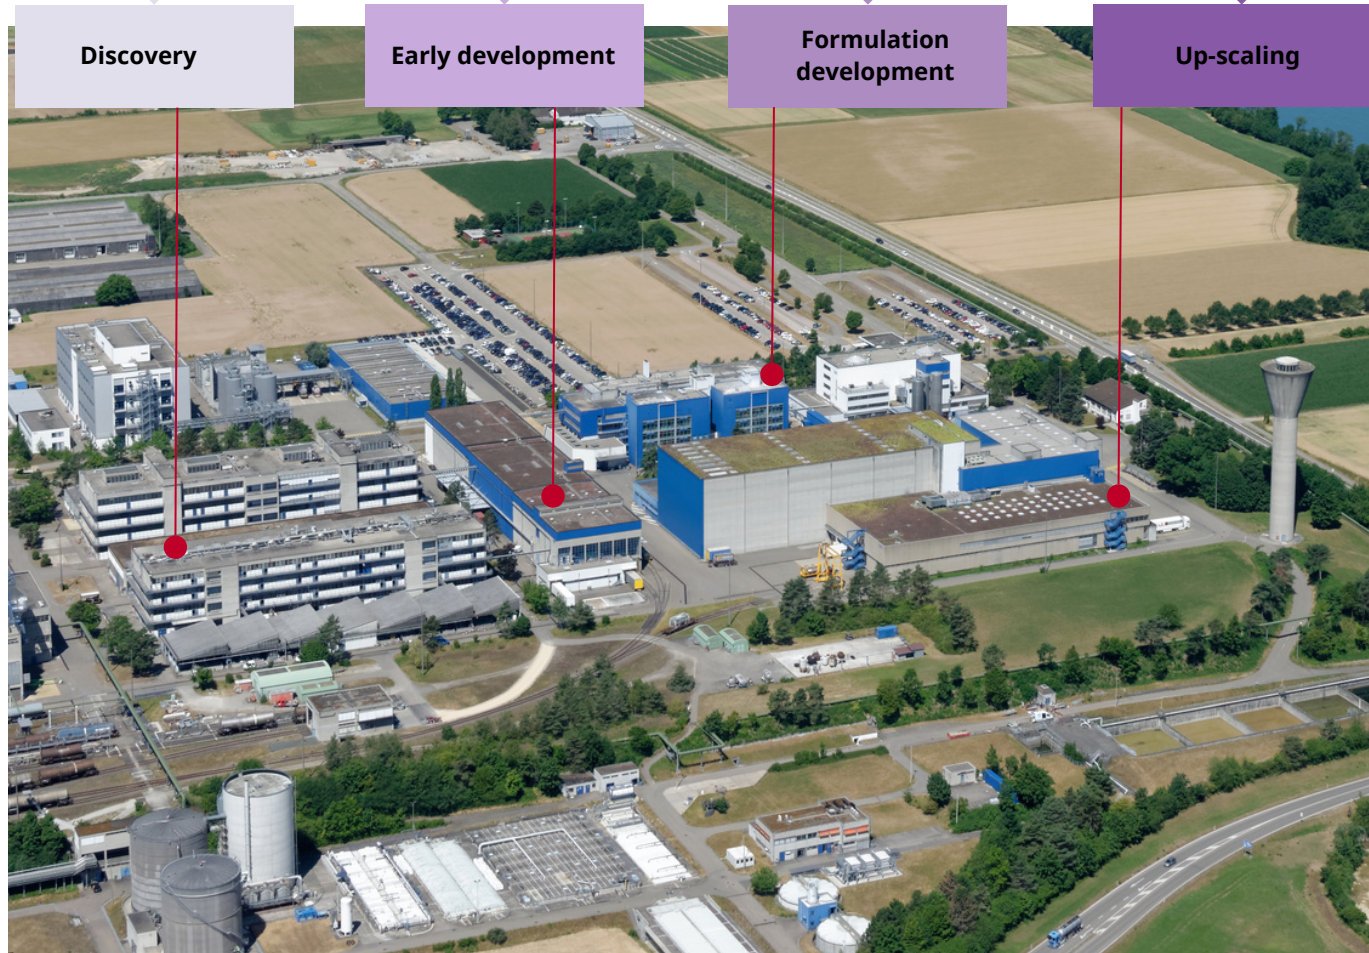 Discovery
Early development
Formulation
development
Up-scaling